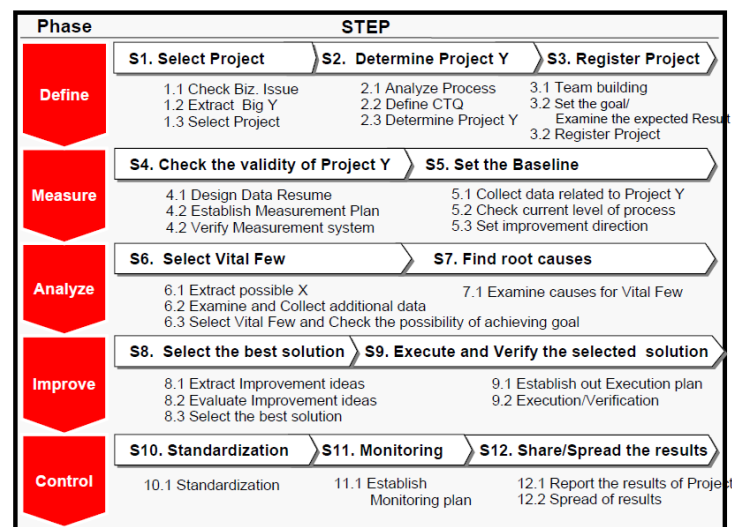 Phase STEP
Define
S1. Select Project S2. Determine Project Y S3. Register Project
1.1 Check Biz. Issue
1.2 Extract Big Y
1.3 Select Project
2.1 Analyze Process
2.2 Define CTQ
2.3 Determine Project Y
3.1 Team building
3.2 Set the goal/
Examine the expected Result
3.2 Register Project
Measure
S4. Check the validity of Project Y S5. Set the Baseline
4.1 Design Data Resume
4.2 Establish Measurement Plan
4.2 Verify Measurement system
5.1 Collect data related to Project Y
5.2 Check current level of process
5.3 Set improvement direction
Analyze
S6. Select Vital Few S7. Find root causes
6.1 Extract possible X
6.2 Examine and Collect additional data
6.3 Select Vital Few and Check the possibility of achieving goal
7.1 Examine causes for Vital Few
Improve
S8. Select the best solution S9. Execute and Verify the selected solution
8.1 Extract Improvement ideas
8.2 Evaluate Improvement ideas
8.3 Select the best solution
9.1 Establish out Execution plan
9.2 Execution/Verification
Control
S10. Standardization S11. Monitoring S12. Share/Spread the results
10.1 Standardization
11.1 Establish
Monitoring plan
12.1 Report the results of Project
12.2 Spread of results